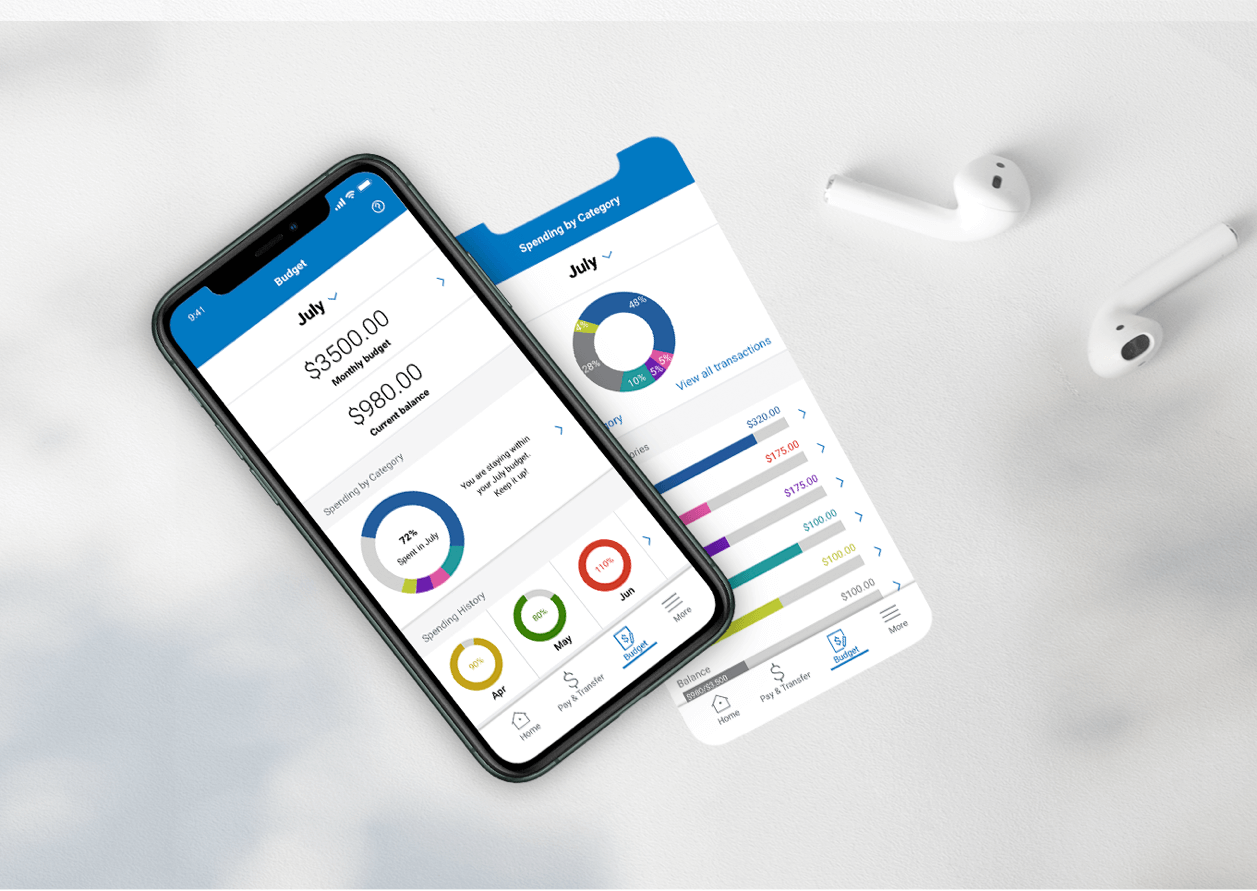 9:41
Budget
July
$3500.00
Monthly budget
$980.00
Current balance
Spending by Category
72%
Spent in July
You are staying within
your July budget.
Keep it up!
Spending History
90%
Apr
80%
May
110%
Jun
Home
Pay & Transfer
Budget
More
Spending by Category
July
48%
5%
5%
10%
28%
4%
View all transactions
$320.00
$175.00
$175.00
$100.00
$100.00
$100.00
Balance
$980/$3,500
Home
Pay & Transfer
Budget
More